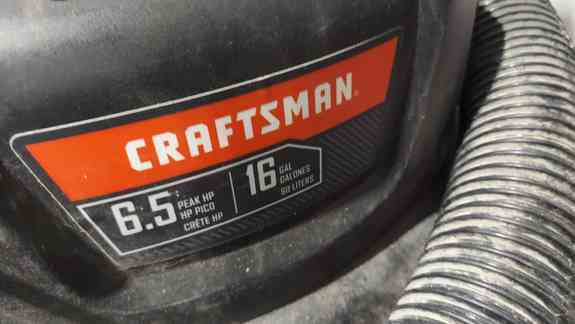 CRAFTSMAN®
6.5 PEAK HP
HP PICO
CRÊTE HP
16 GAL
GALONES
60 LITERS